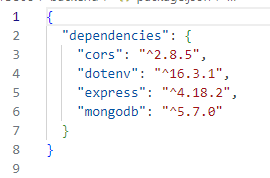 {
"dependencies": {
"cors": "^2.8.5",
"dotenv": "^16.3.1",
"express": "^4.18.2",
"mongodb": "^5.7.0"
}
}